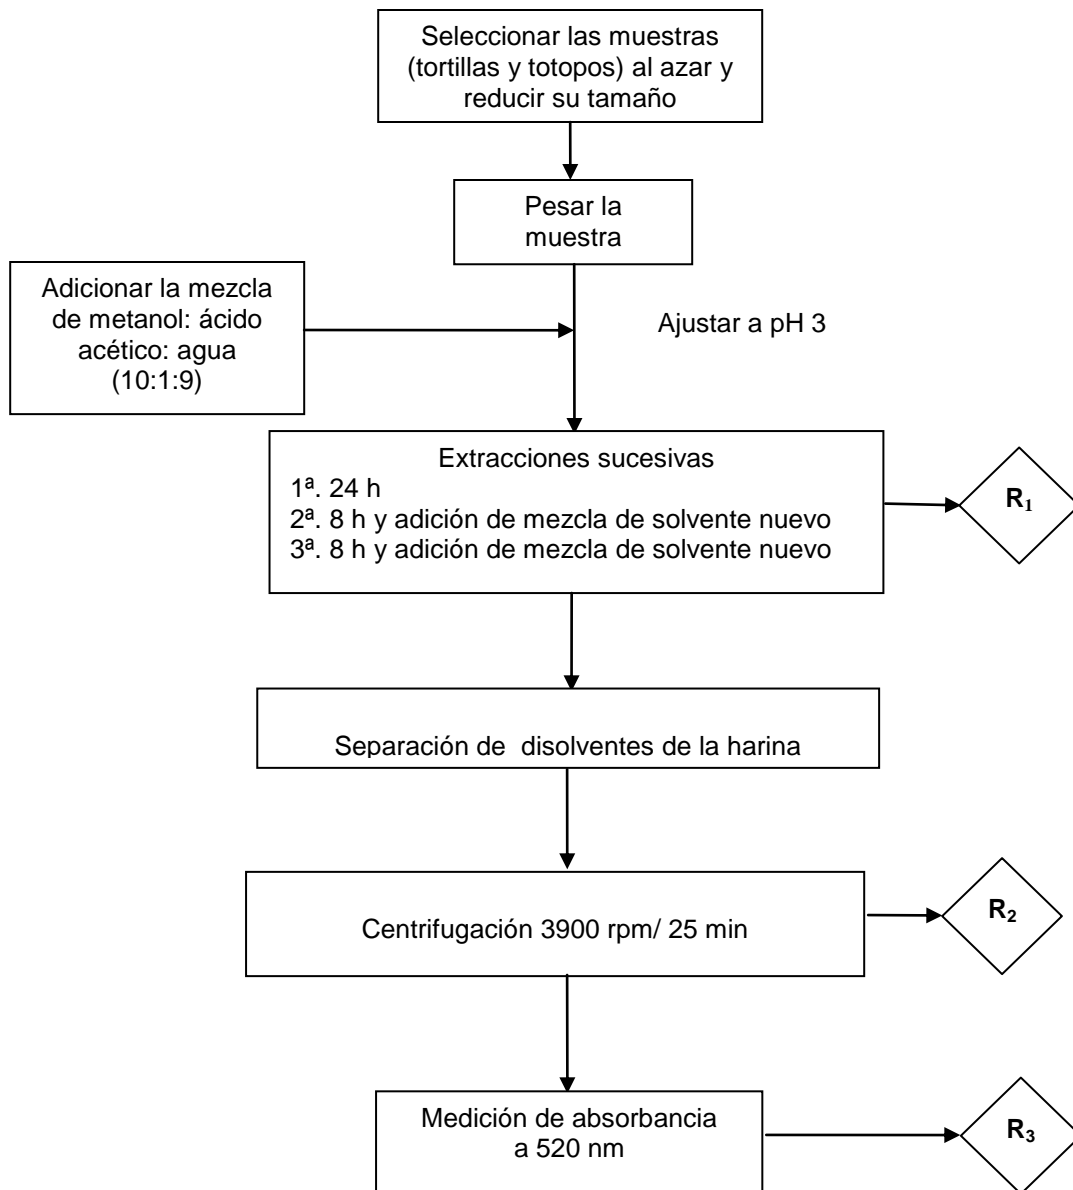 Seleccionar las muestras
(tortillas y totopos) al azar y
reducir su tamaño
Pesar la
muestra
Adicionar la mezcla
de metanol: ácido
acético: agua
(10:1:9)
Ajustar a pH 3
Extracciones sucesivas
1ª. 24 h
2ª. 8 h y adición de mezcla de solvente nuevo
3ª. 8 h y adición de mezcla de solvente nuevo
R₁
Separación de disolventes de la harina
Centrifugación 3900 rpm/ 25 min
R₂
Medición de absorbancia
a 520 nm
R₃